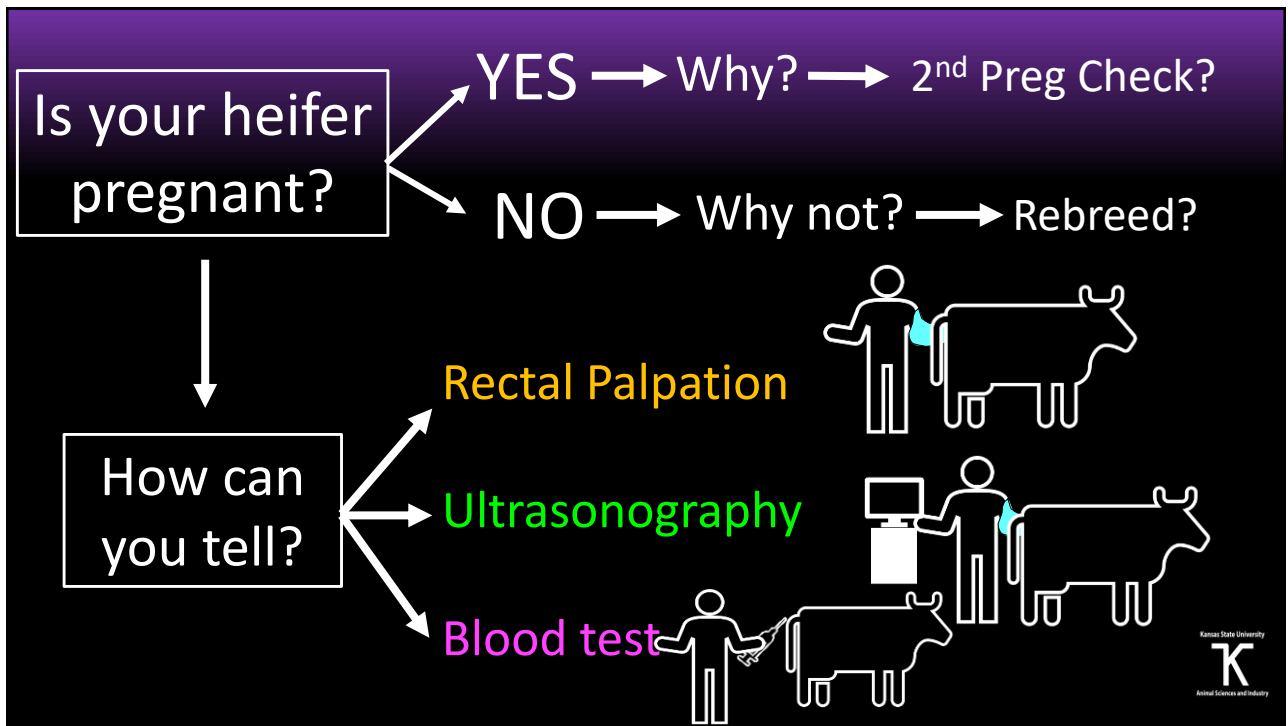 Is your heifer
pregnant?
YES
Why?
2nd Preg Check?
NO
Why not?
Rebreed?
How can
you tell?
Rectal Palpation
Ultrasonography
Blood test
Kansas State University
K
Animal Sciences and Industry